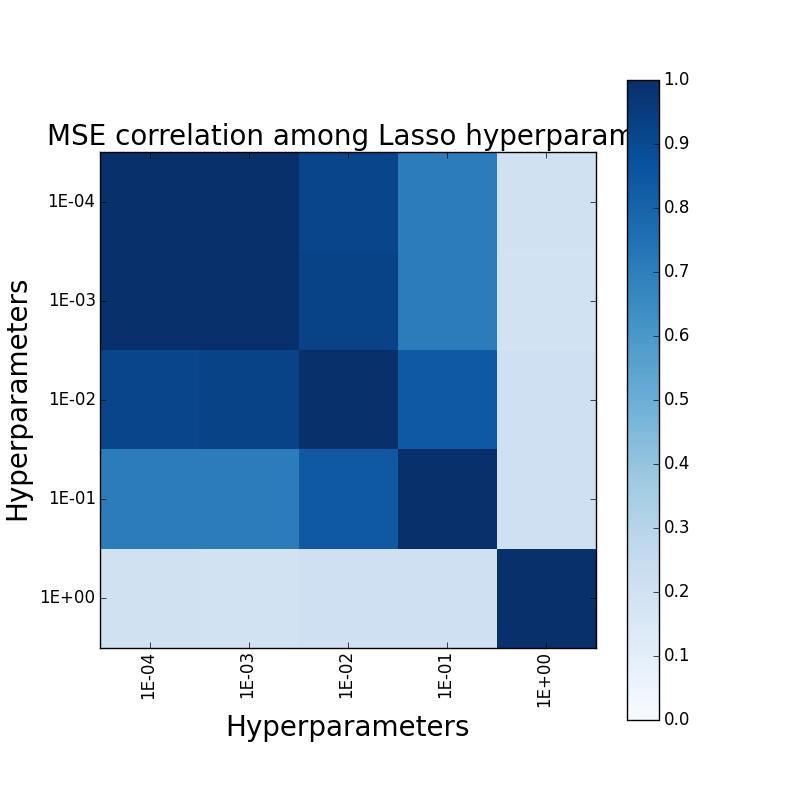 MSE correlation among Lasso hyperparam
1E-04
1E-03
1E-02
1E-01
1E+00
Hyperparameters
1E-04
1E-03
1E-02
1E-01
1E+00
Hyperparameters
1.0
0.9
0.8
0.7
0.6
0.5
0.4
0.3
0.2
0.1
0.0